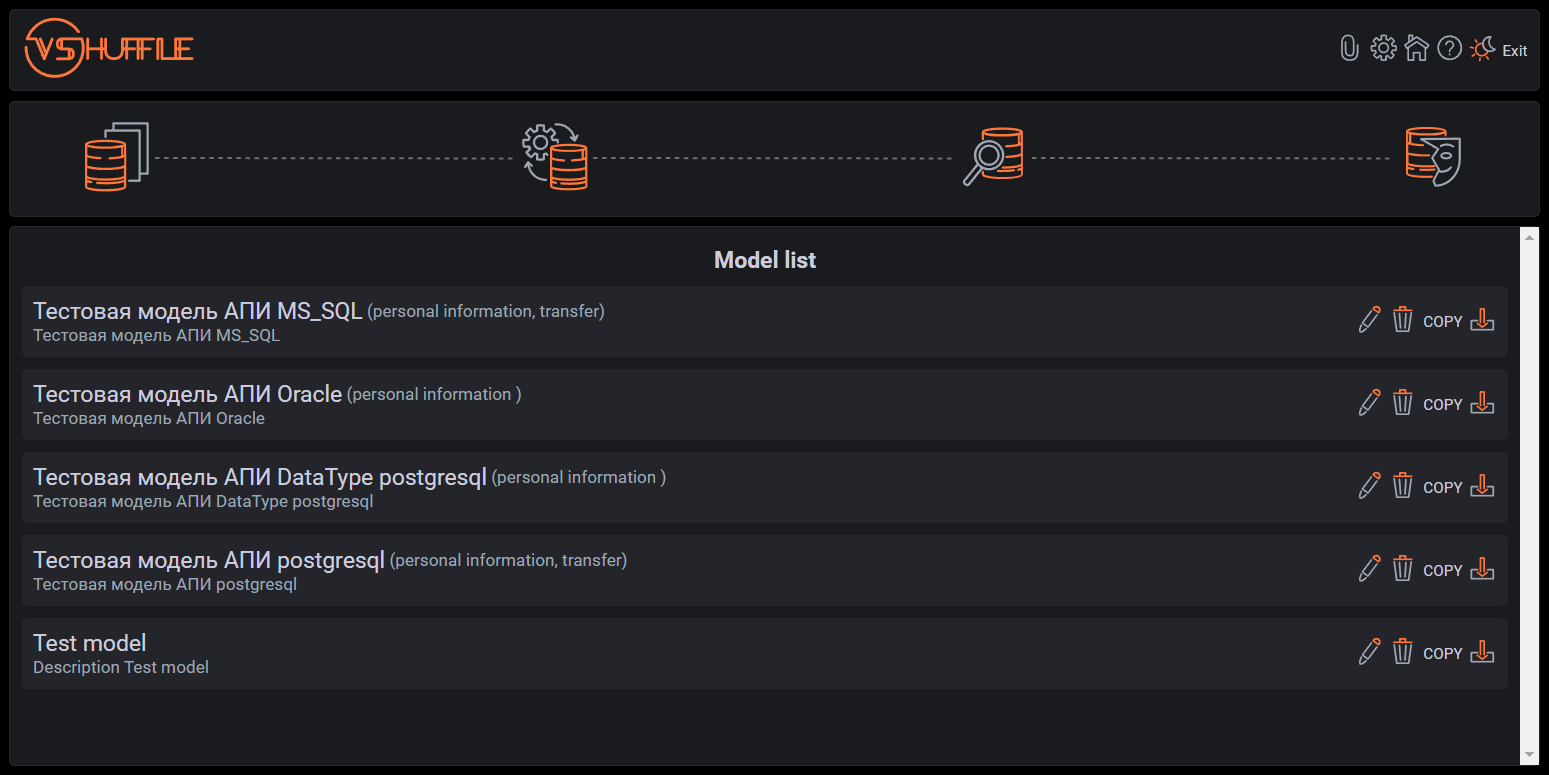 VSHUFFLE
Exit
Model list
Тестовая модель АПИ MS_SQL (personal information, transfer)
Тестовая модель АПИ MS_SQL
COPY
Тестовая модель АПИ Oracle (personal information )
Тестовая модель АПИ Oracle
COPY
Тестовая модель АПИ DataType postgresql (personal information )
Тестовая модель АПИ DataType postgresql
COPY
Тестовая модель АПИ postgresql (personal information, transfer)
Тестовая модель АПИ postgresql
COPY
Test model
Description Test model
COPY